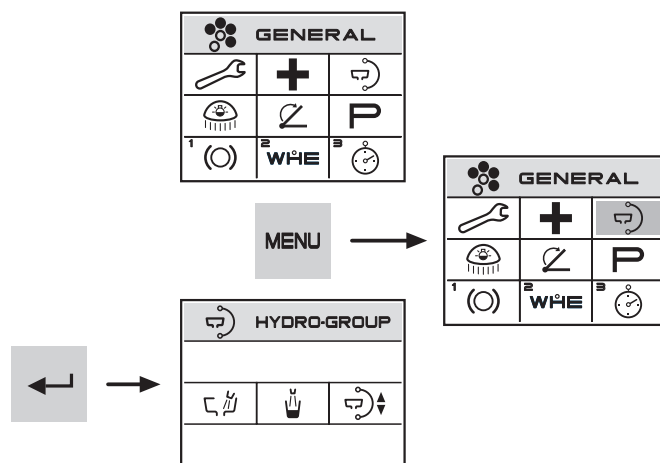 GENERAL
P
1
2 WHE
3
MENU
GENERAL
P
1
2 WHE
3
HYDRO-GROUP